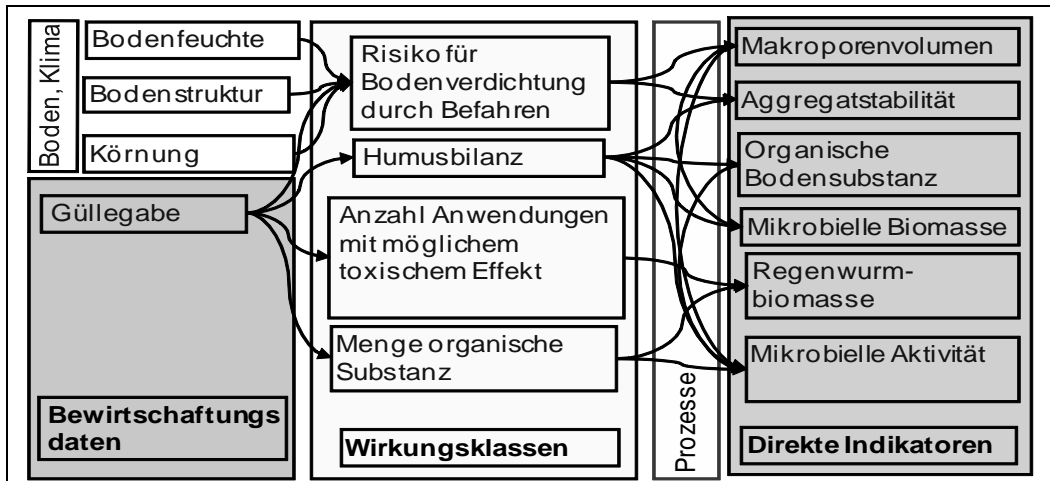 Boden, Klima
Bodenfeuchte
Bodenstruktur
Körnung
Güllegabe
Bewirtschaftungs
daten
Risiko für
Bodenverdichtung
durch Befahren
Humusbilanz
Anzahl Anwendungen
mit möglichem
toxischem Effekt
Menge organische
Substanz
Wirkungsklassen
Prozesse
Makroporenvolumen
Aggregatstabilität
Organische
Bodensubstanz
Mikrobielle Biomasse
Regenwurm-
biomasse
Mikrobielle Aktivität
Direkte Indikatoren